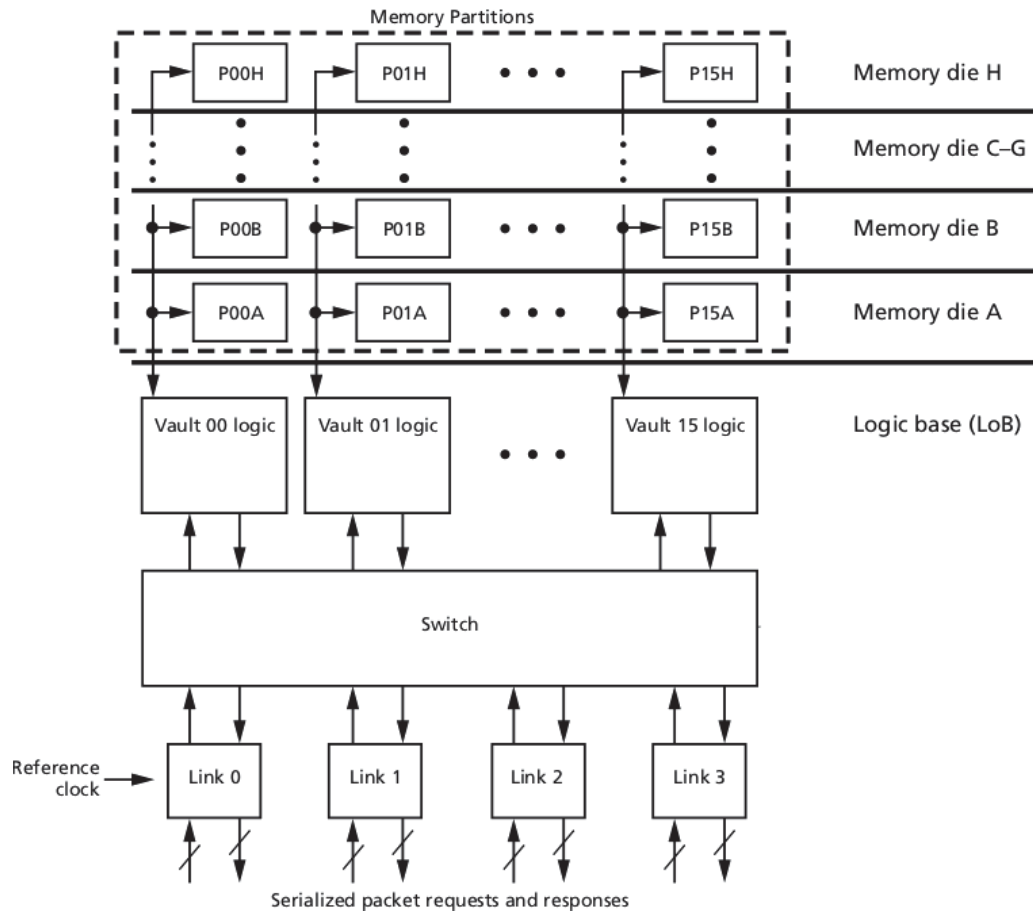 Memory Partitions
P00H
P01H
P15H
Memory die H
Memory die C–G
P00B
P01B
P15B
Memory die B
P00A
P01A
P15A
Memory die A
Vault 00 logic
Vault 01 logic
Vault 15 logic
Logic base (LoB)
Switch
Reference
clock
Link 0
Link 1
Link 2
Link 3
Serialized packet requests and responses